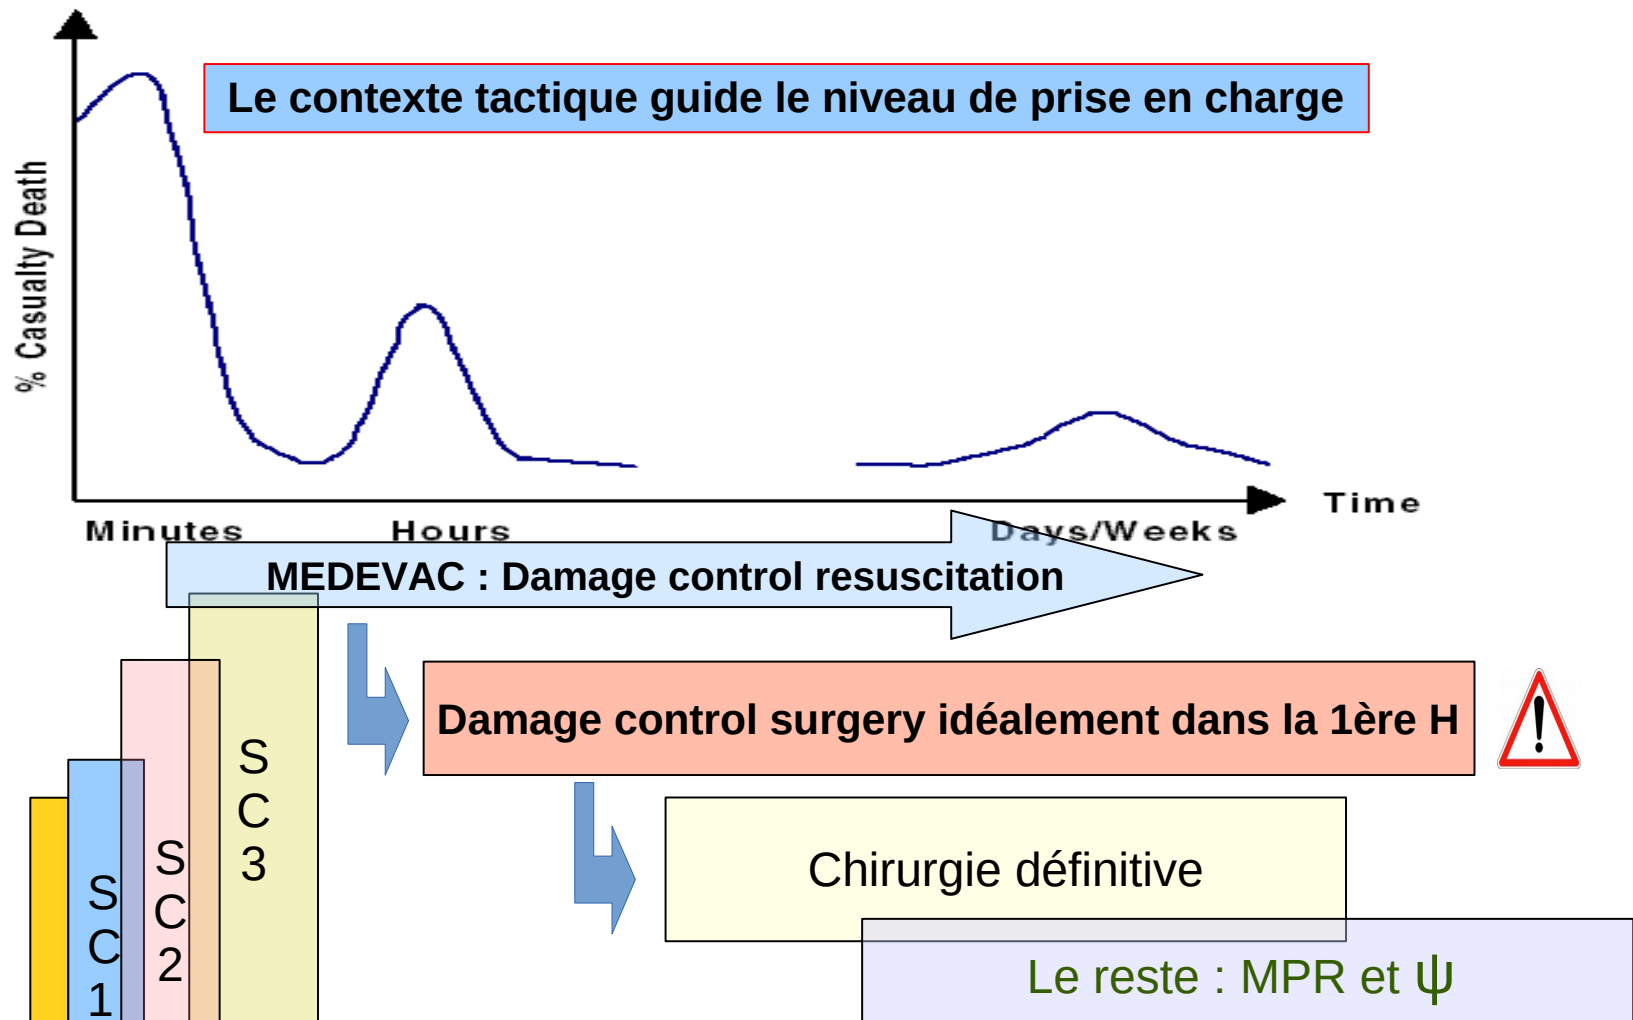 Le contexte tactique guide le niveau de prise en charge
% Casualty Death
Time
Minutes
Hours
Days/Weeks
MEDEVAC : Damage control resuscitation
Damage control surgery idéalement dans la 1ère H
S
C
3
S
C
2
S
C
1
Chirurgie définitive
Le reste : MPR et ψ